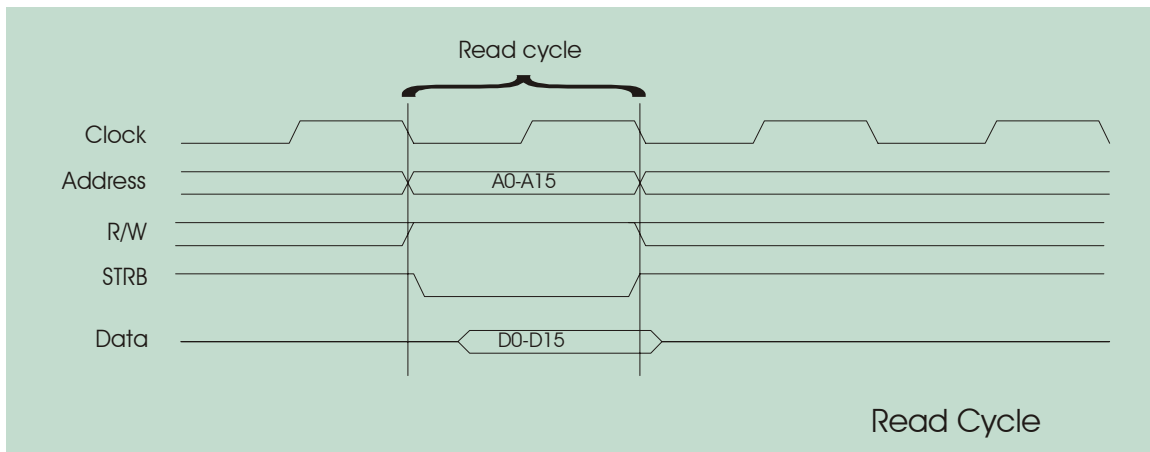 Read cycle
Clock
Address A0-A15
R/W
STRB
Data D0-D15
Read Cycle